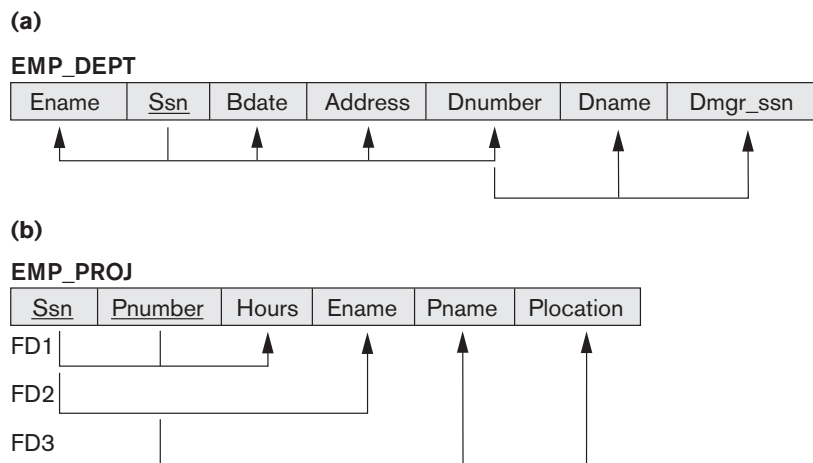 (a)
EMP_DEPT
Ename Ssn Bdate Address Dnumber Dname Dmgr_ssn
(b)
EMP_PROJ
Ssn Pnumber Hours Ename Pname Plocation
FD1
FD2
FD3